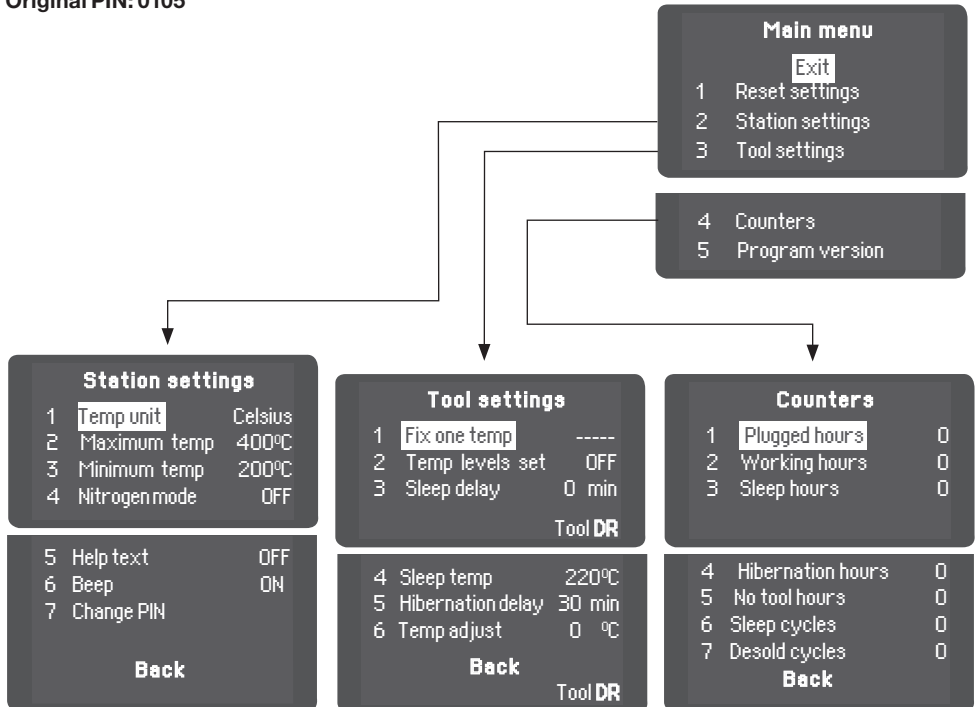 Original PIN: 0105
Main menu
Exit
1 Reset settings
2 Station settings
3 Tool settings
4 Counters
5 Program version
Station settings
1 Temp unit Celsius
2 Maximum temp 400ºC
3 Minimum temp 200ºC
4 Nitrogen mode OFF
5 Help text OFF
6 Beep ON
7 Change PIN
Back
Tool settings
1 Fix one temp -----
2 Temp levels set OFF
3 Sleep delay 0 min
Tool DR
4 Sleep temp 220ºC
5 Hibernation delay 30 min
6 Temp adjust 0 ºC
Back
Tool DR
Counters
1 Plugged hours 0
2 Working hours 0
3 Sleep hours 0
4 Hibernation hours 0
5 No tool hours 0
6 Sleep cycles 0
7 Desold cycles 0
Back